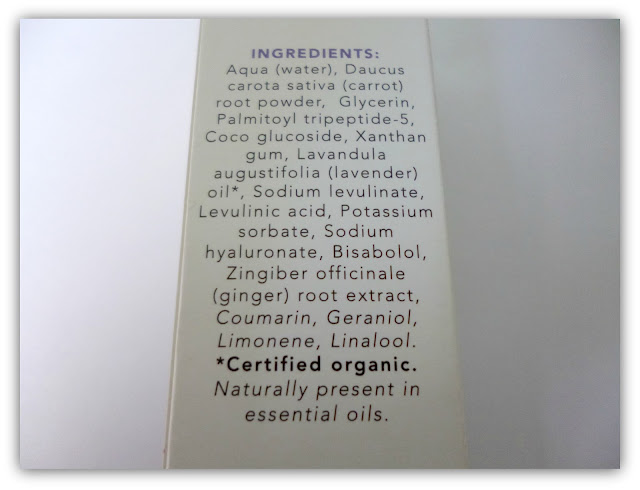 INGREDIENTS:
Aqua (water), Daucus
carota sativa (carrot)
root powder, Glycerin,
Palmitoyl tripeptide-5,
Coco glucoside, Xanthan
gum, Lavandula
augustifolia (lavender)
oil*, Sodium levulinate,
Levulinic acid, Potassium
sorbate, Sodium
hyaluronate, Bisabolol,
Zingiber officinale
(ginger) root extract,
Coumarin, Geraniol,
Limonene, Linalool.
*Certified organic.
Naturally present in
essential oils.